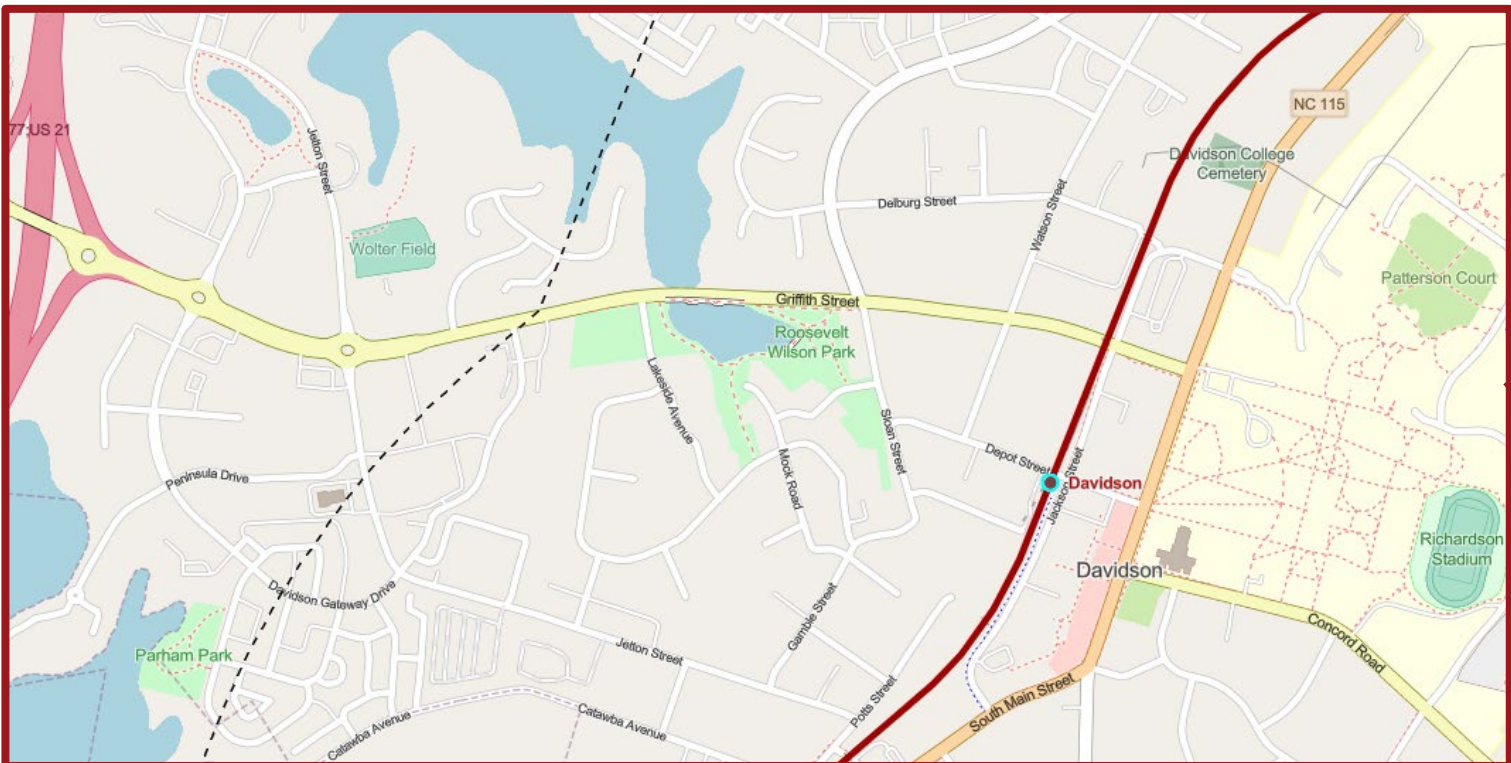 NC 115
77;US 21
Jetton Street
Davidson College
Cemetery
Delburg Street
Watson Street
Wolter Field
Patterson Court
Griffith Street
Roosevelt
Wilson Park
Lakeside Avenue
Sloan Street
Depot Street
Mock Road
Peninsula Drive
Davidson
Jackson Street
Richardson
Stadium
Davidson
Davidson Gateway Drive
Gamble Street
Concord Road
Parham Park
Jetton Street
Potts Street
South Main Street
Catawba Avenue
Catawba Avenue